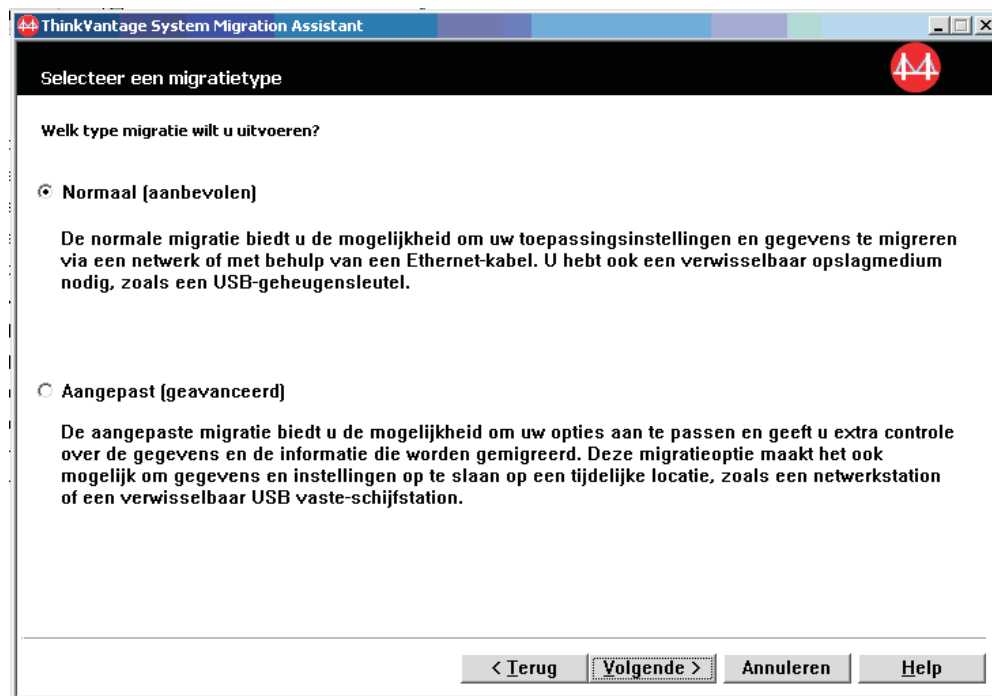 ThinkVantage System Migration Assistant
Selecteer een migratietype
Welk type migratie wilt u uitvoeren?
Normaal (aanbevolen)
De normale migratie biedt u de mogelijkheid om uw toepassingsinstellingen en gegevens te migreren
via een netwerk of met behulp van een Ethernet-kabel. U hebt ook een verwisselbaar opslagmedium
nodig, zoals een USB-geheugensleutel.
Aangepast (geavanceerd)
De aangepaste migratie biedt u de mogelijkheid om uw opties aan te passen en geeft u extra controle
over de gegevens en de informatie die worden gemigreerd. Deze migratieoptie maakt het ook
mogelijk om gegevens en instellingen op te slaan op een tijdelijke locatie, zoals een netwerkstation
of een verwisselbaar USB vaste-schijfstation.
< Terug Volgende > Annuleren Help